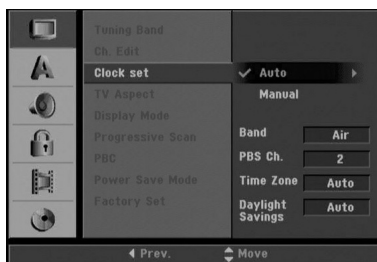 Tuning Band
Ch. Edit
Clock set
✓ Auto
Manual
TV Aspect
Display Mode
Progressive Scan
PBC
Power Save Mode
Factory Set
Band Air
PBS Ch. 2
Time Zone Auto
Daylight
Savings Auto
Prev. Move
A